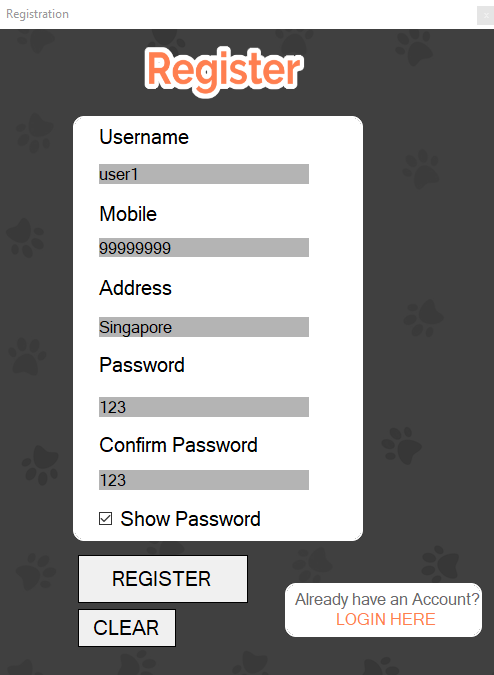 Registration
Register
Username
user1
Mobile
99999999
Address
Singapore
Password
123
Confirm Password
123
Show Password
REGISTER
CLEAR
Already have an Account?
LOGIN HERE